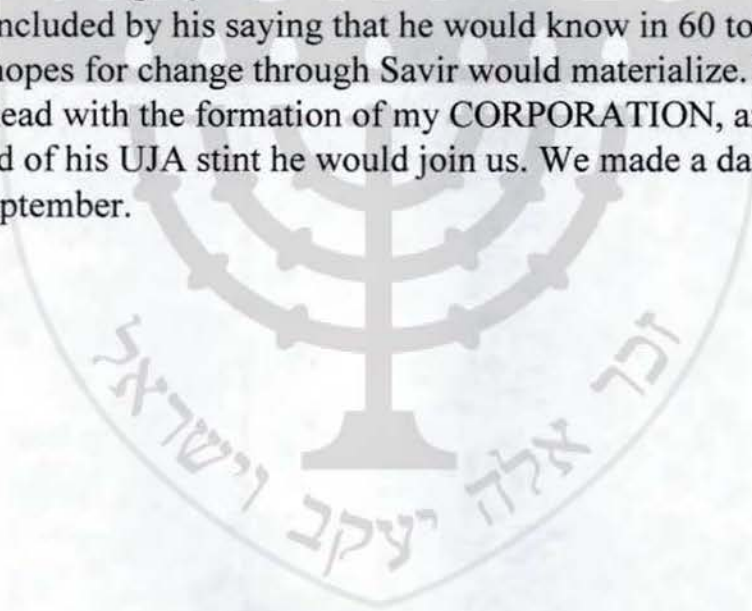 ncluded by his saying that he would know in 60 to
hopes for change through Savir would materialize.
ead with the formation of my CORPORATION, a
d of his UJA stint he would join us. We made a da
ptember.
זכר אלה יעקב וישראל